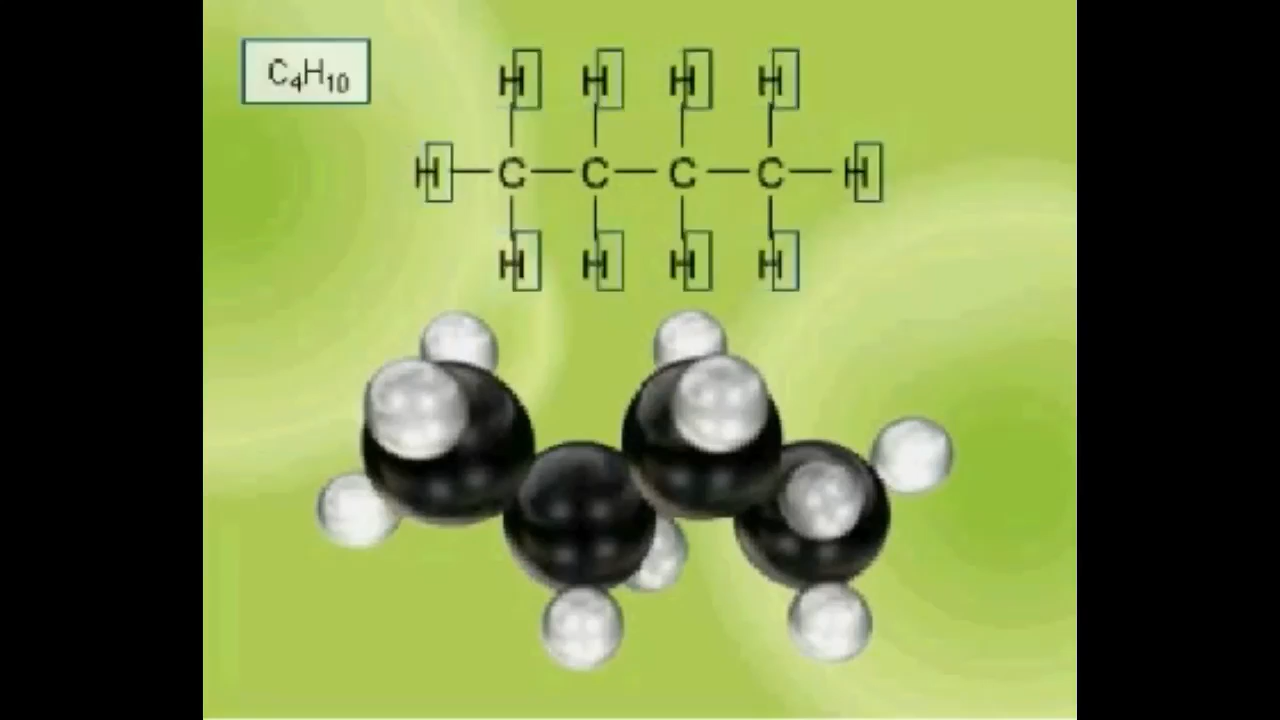 C₄H₁₀
H H H H
H—C—C—C—C—H
H H H H